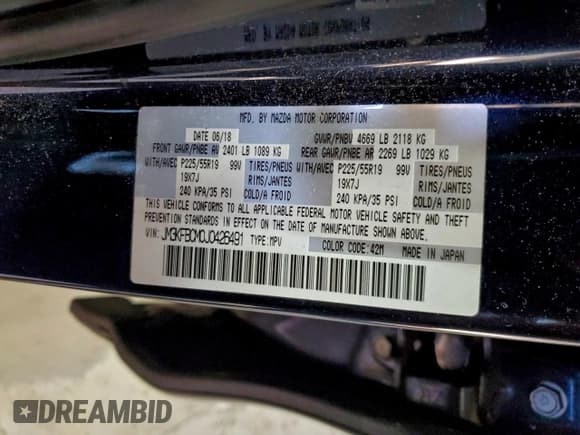 MFD. BY MAZDA MOTOR CORPORATION
DATE 06/18 GVWR/PNBV 4669 LB 2118 KG
FRONT GAWR/PNBE AV 2401 LB 1089 KG REAR GAWR/PNBE AR 2269 LB 1029 KG
WITH/AVEC P225/55R19 99V TIRES/PNEUS WITH/AVEC P225/55R19 99V TIRES/PNEUS
19X7J RIMS/JANTES 19X7J RIMS/JANTES
240 KPA/35 PSI COLD/A FROID 240 KPA/35 PSI COLD/A FROID
THIS VEHICLE CONFORMS TO ALL APPLICABLE FEDERAL MOTOR VEHICLE SAFETY AND THEFT
PREVENTION STANDARDS IN EFFECT ON THE DATE OF MANUFACTURE SHOWN ABOVE.
VIN: JM3KFBCM0J0426491 TYPE:MPV COLOR CODE:42M MADE IN JAPAN
DREAMBID